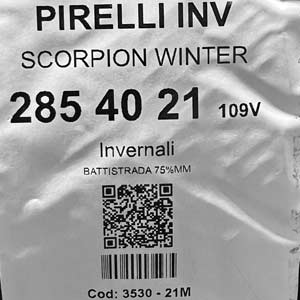 PIRELLI INV
SCORPION WINTER
285 40 21 109V
Invernali
BATTISTRADA 75%MM
Cod: 3530 - 21M